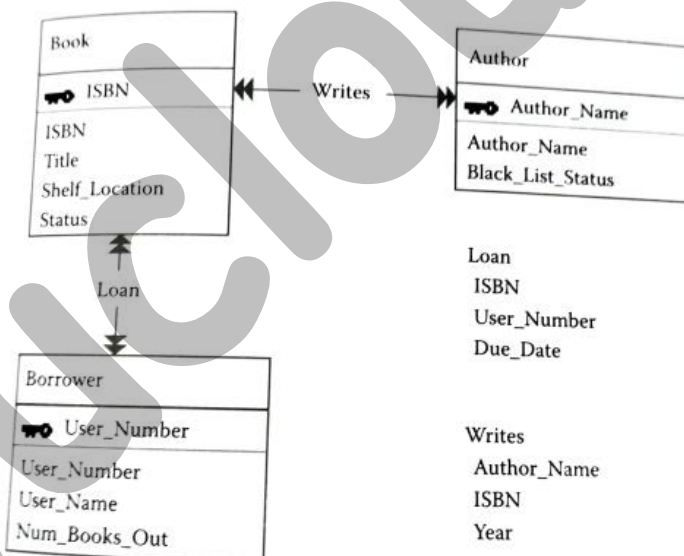 Book
ISBN
ISBN
Title
Shelf_Location
Status
Writes
Author
Author_Name
Author_Name
Black_List_Status
Loan
Borrower
User_Number
User_Number
User_Name
Num_Books_Out
Loan
ISBN
User_Number
Due_Date
Writes
Author_Name
ISBN
Year